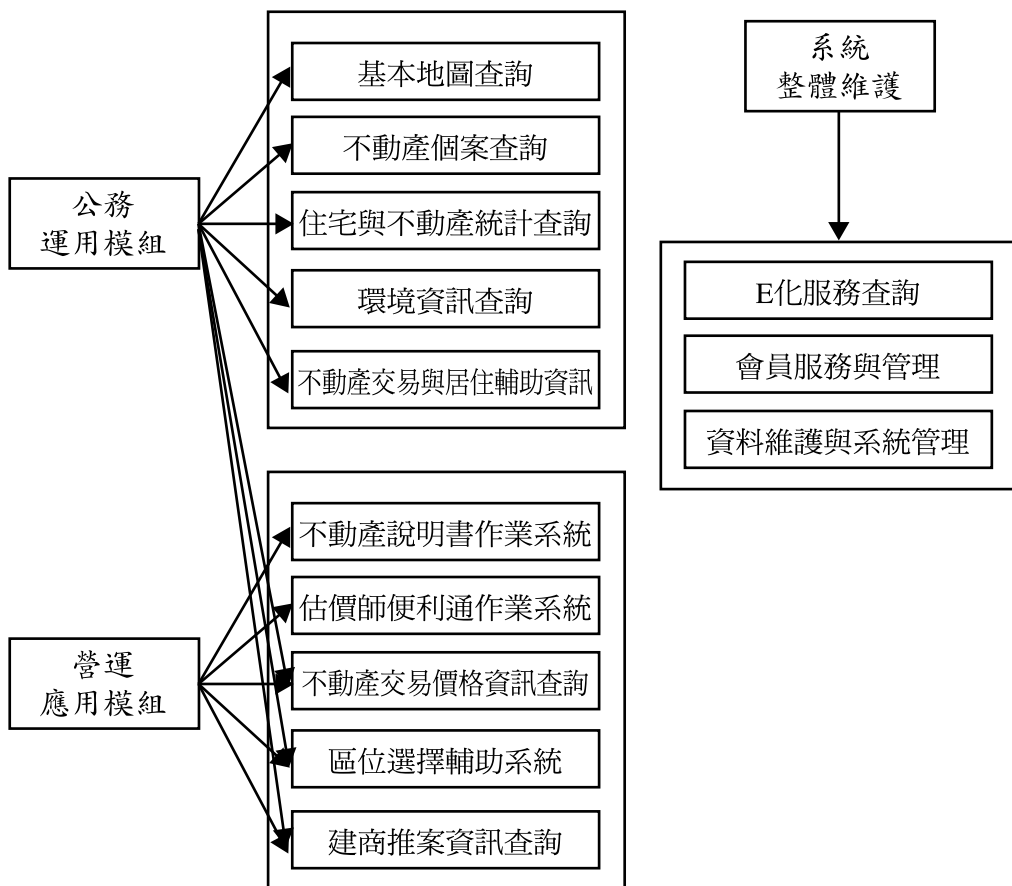 公務
運用模組
基本地圖查詢
不動產個案查詢
住宅與不動產統計查詢
環境資訊查詢
不動產交易與居住輔助資訊
營運
應用模組
不動產說明書作業系統
估價師便利通作業系統
不動產交易價格資訊查詢
區位選擇輔助系統
建商推案資訊查詢
系統
整體維護
E化服務查詢
會員服務與管理
資料維護與系統管理